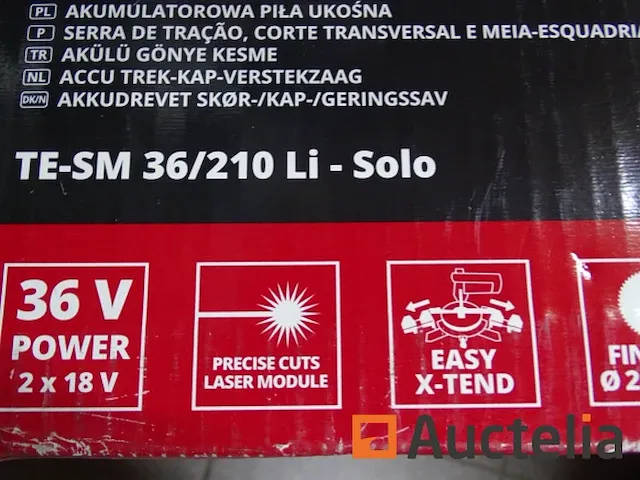 PL AKUMULATOROWA PIŁA UKOŚNA
P SERRA DE TRAÇÃO, CORTE TRANSVERSAL E MEIA-ESQUADRIA
TR AKÜLÜ GÖNYE KESME
NL ACCU TREK-KAP-VERSTEKZAAG
DK/N AKKUDREVET SKØR-/KAP-/GERINGSSAV
TE-SM 36/210 Li - Solo
36 V
POWER
2 x 18 V
PRECISE CUTS
LASER MODULE
EASY
X-TEND
FIN
Ø 2
Auctelia